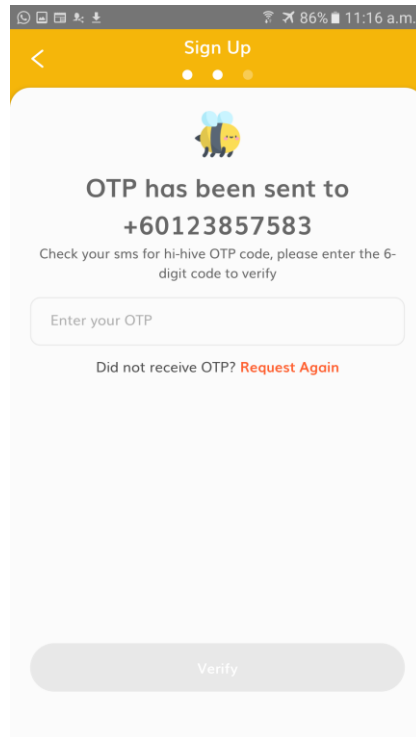 86% 11:16 a.m.
Sign Up
OTP has been sent to
+60123857583
Check your sms for hi-hive OTP code, please enter the 6-
digit code to verify
Enter your OTP
Did not receive OTP? Request Again
Verify